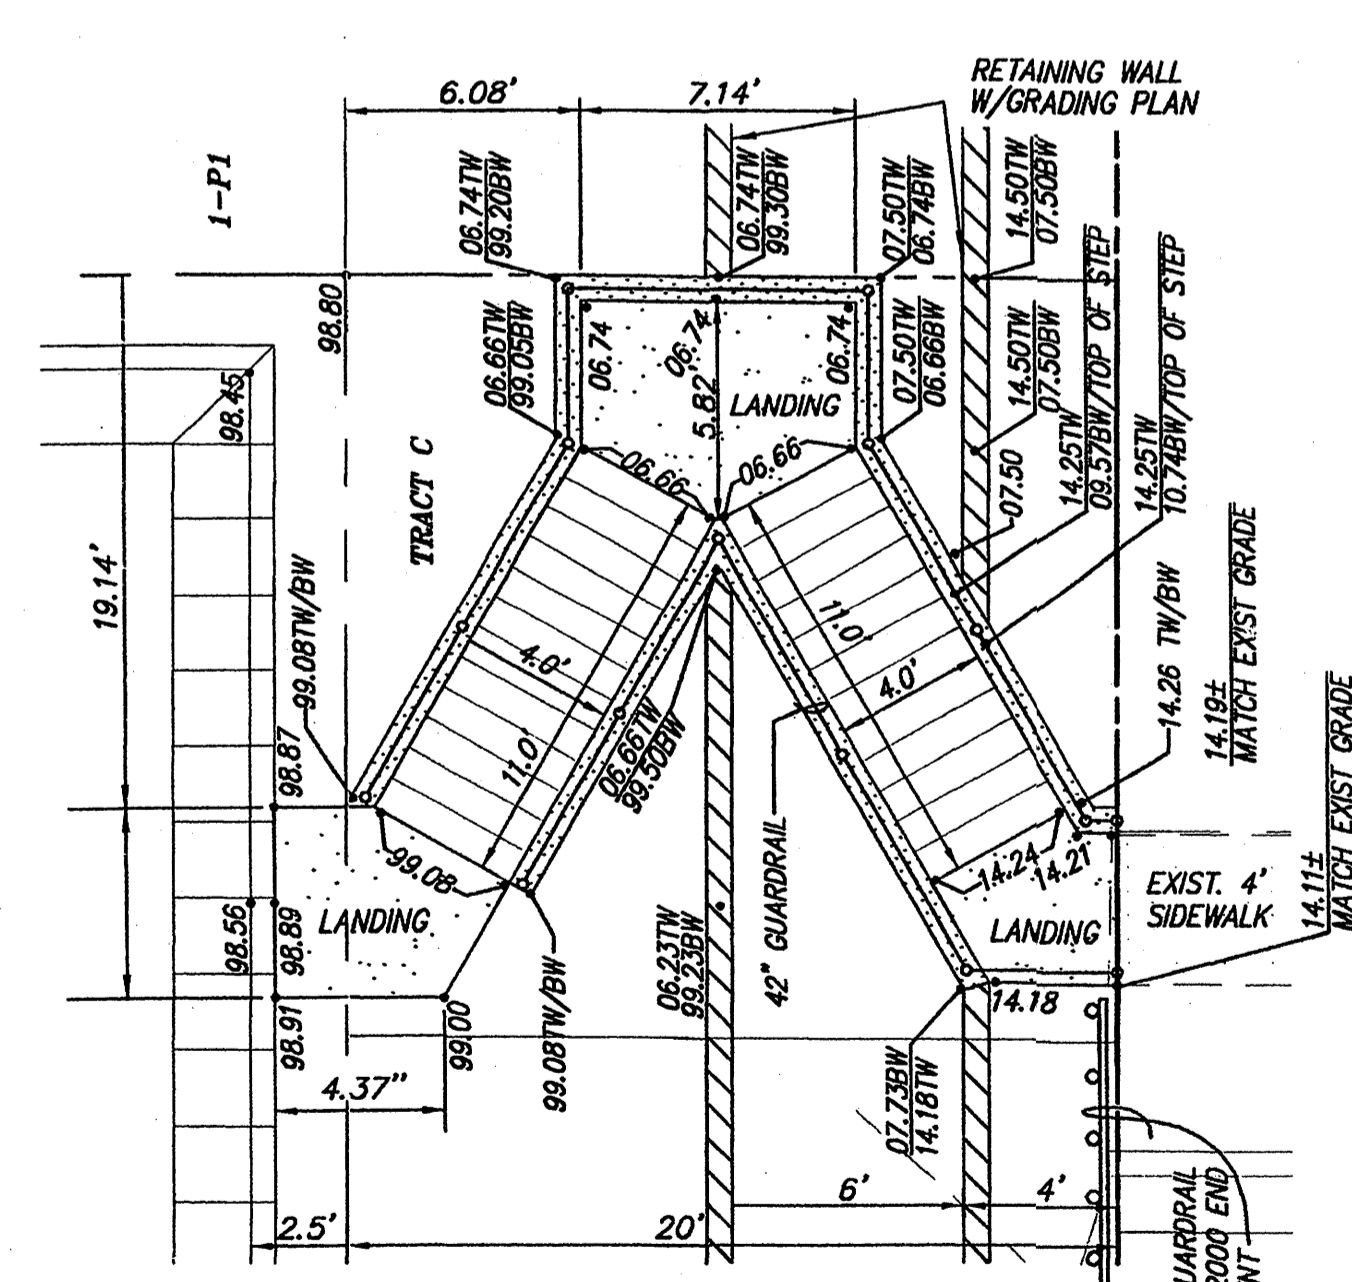 RETAINING WALL
W/GRADING PLAN
6.08'
7.14'
1-P1
06.74TW
99.20BW
06.74TW
99.30BW
07.50TW
06.74BW
14.50TW
07.50BW
98.80
06.66TW
99.05BW
06.74
06.74
06.74
07.50TW
06.66BW
14.50TW
07.50BW
14.25TW
09.57BW/TOP OF STEP
14.25TW
10.74BW/TOP OF STEP
98.45
5.82'
LANDING
TRACT C
06.66
06.66
07.50
19.14'
99.08TW/BW
11.0'
4.0'
11.0'
4.0'
14.26 TW/BW
14.19±
MATCH EXIST GRADE
98.87
06.66TW
99.50BW
42" GUARDRAIL
99.08
14.24
14.21
EXIST. 4'
SIDEWALK
14.11±
MATCH EXIST GRADE
LANDING
LANDING
98.56
98.89
06.23TW
99.23BW
98.91
99.00
99.08TW/BW
14.18
4.37"
07.73BW
14.18TW
6'
4'
2.5'
20'
UARDRAIL
2000 END
NT